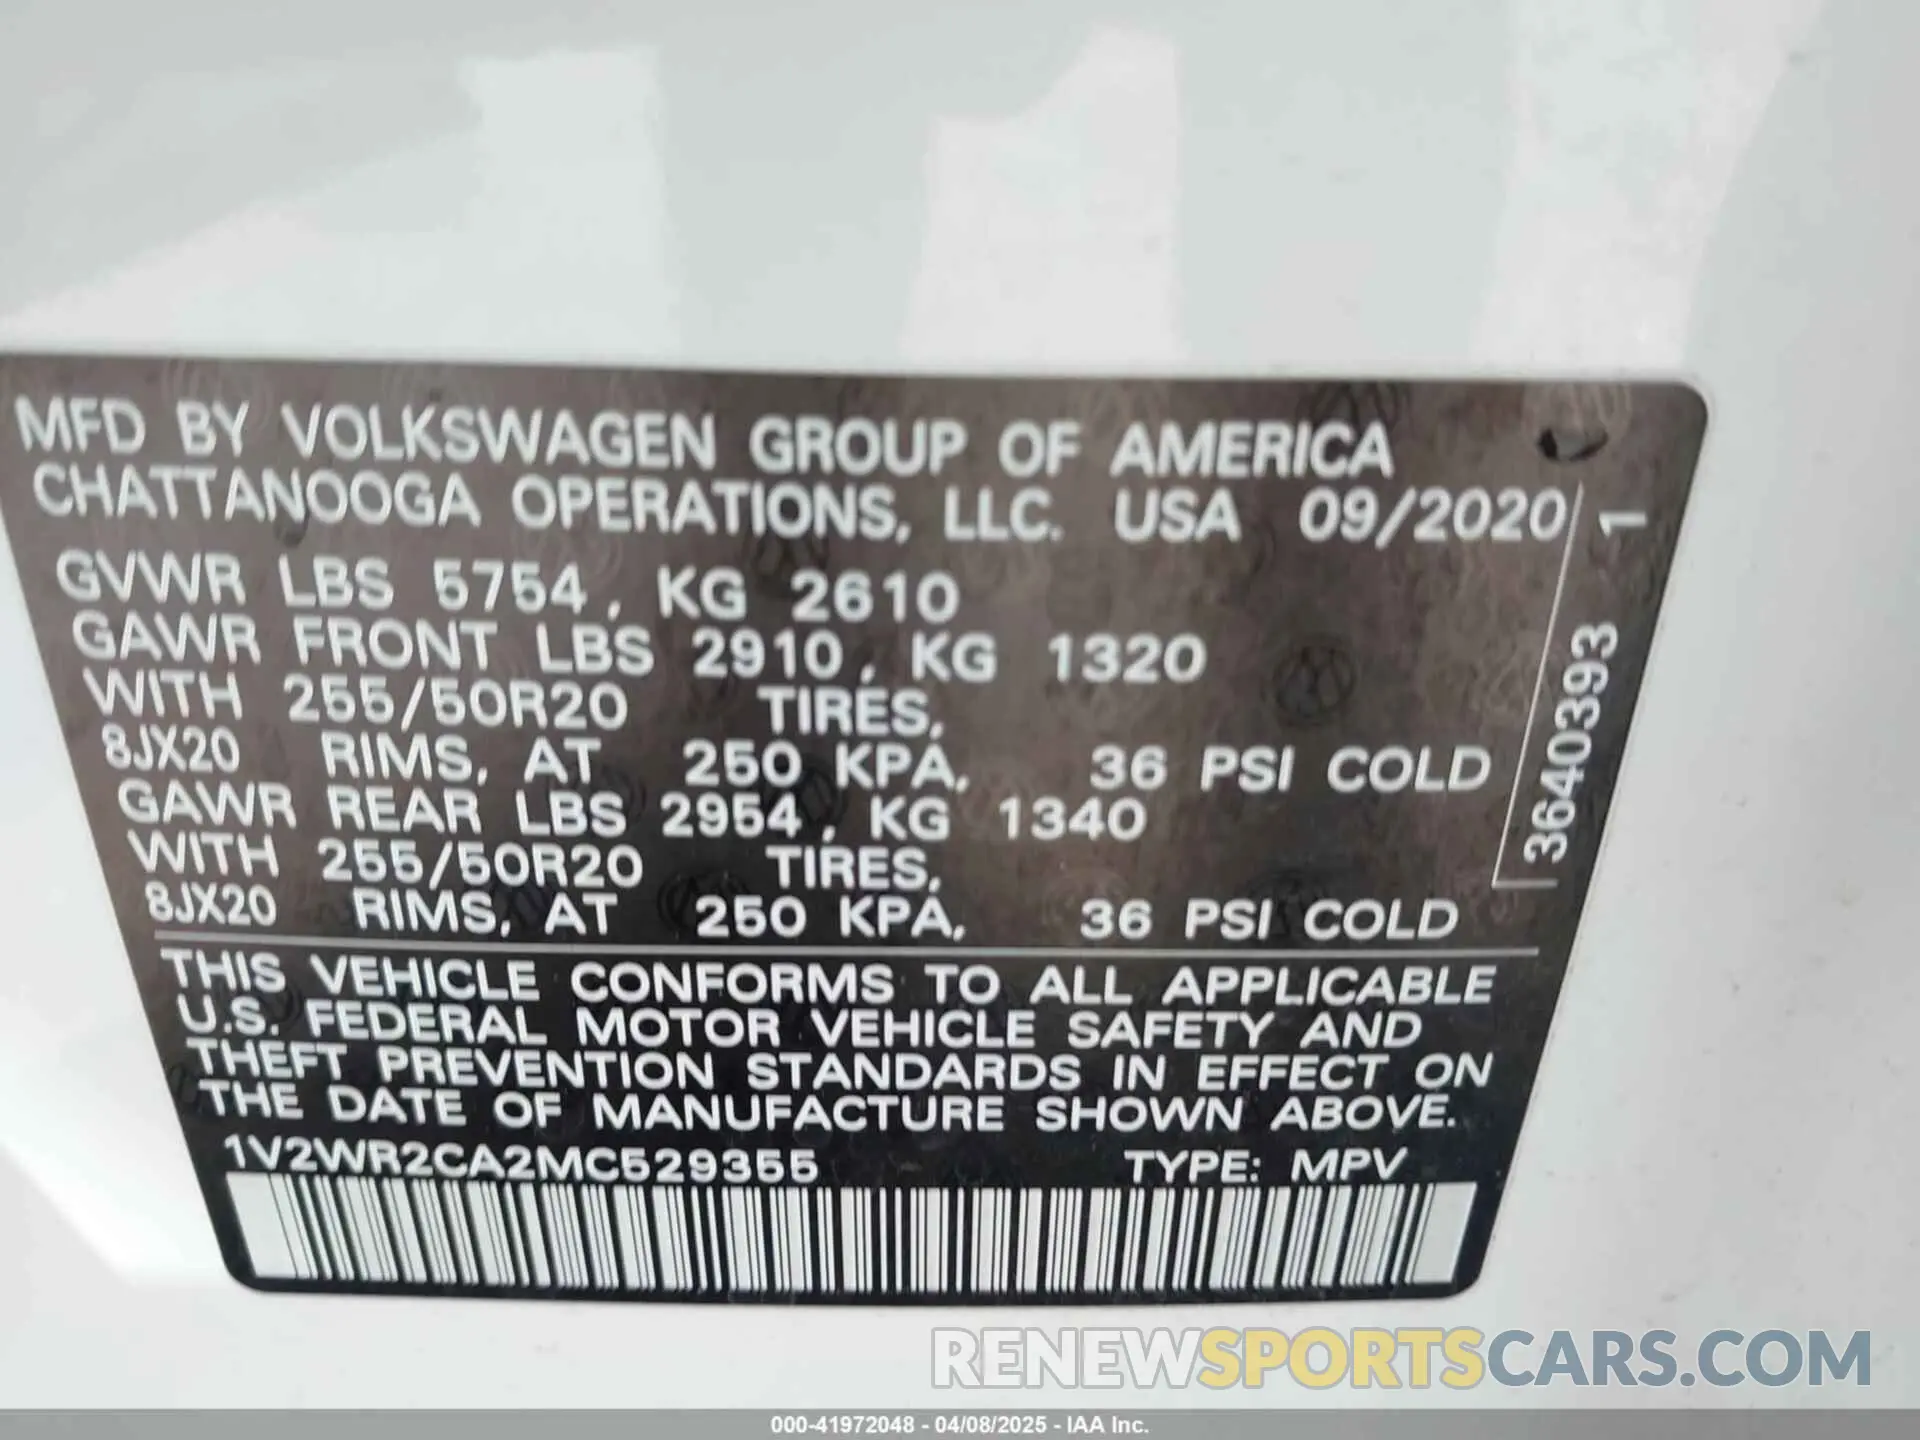 MFD BY VOLKSWAGEN GROUP OF AMERICA
CHATTANOOGA OPERATIONS, LLC. USA 09/2020
GVWR LBS 5754, KG 2610
GAWR FRONT LBS 2910, KG 1320
WITH 255/50R20 TIRES,
8JX20 RIMS, AT 250 KPA, 36 PSI COLD
GAWR REAR LBS 2954, KG 1340
WITH 255/50R20 TIRES,
8JX20 RIMS, AT 250 KPA, 36 PSI COLD
3640393 1
THIS VEHICLE CONFORMS TO ALL APPLICABLE
U.S. FEDERAL MOTOR VEHICLE SAFETY AND
THEFT PREVENTION STANDARDS IN EFFECT ON
THE DATE OF MANUFACTURE SHOWN ABOVE.
1V2WR2CA2MC529355 TYPE: MPV
RENEWSPORTSCARS.COM
000-41972048 - 04/08/2025 - IAA Inc.